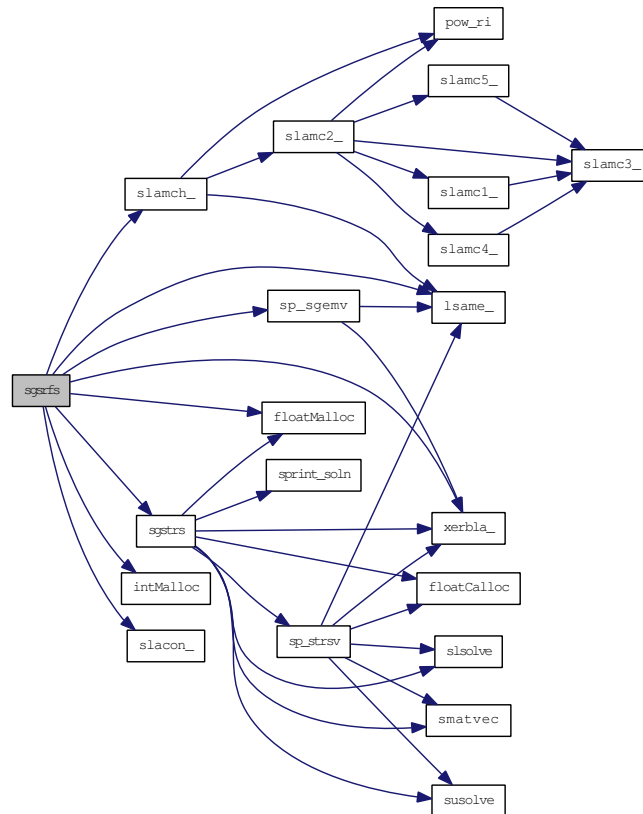 pow_ri
slamc5_
slamc2_
slamc3_
slamch_
slamc1_
slamc4_
sp_sgemv
lsame_
sgsrfs
floatMalloc
sprint_soln
sgstrs
xerbla_
intMalloc
floatCalloc
slacon_
sp_strsv
slsolve
smatvec
susolve